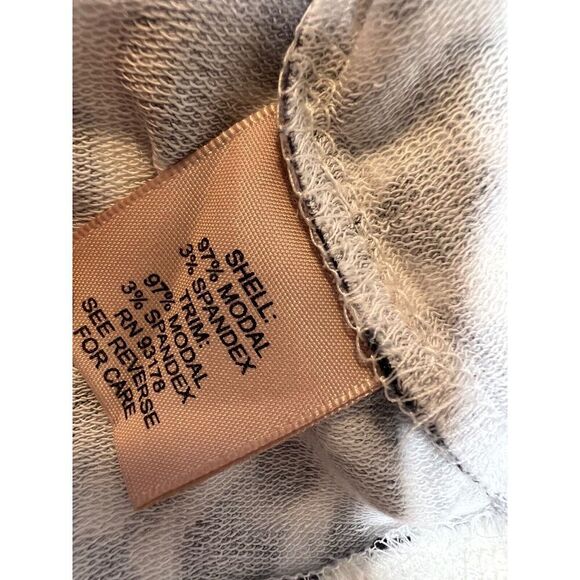 SHELL:
97% MODAL
3% SPANDEX
TRIM:
97% MODAL
3% SPANDEX
RN 93178
SEE REVERSE
FOR CARE